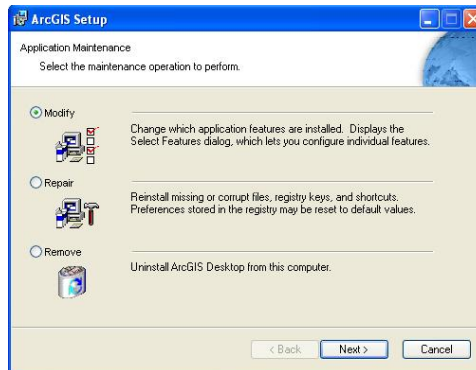 ArcGIS Setup
Application Maintenance
Select the maintenance operation to perform.
Modify
Change which application features are installed. Displays the
Select Features dialog, which lets you configure individual features.
Repair
Reinstall missing or corrupt files, registry keys, and shortcuts.
Preferences stored in the registry may be reset to default values.
Remove
Uninstall ArcGIS Desktop from this computer.
< Back
Next >
Cancel